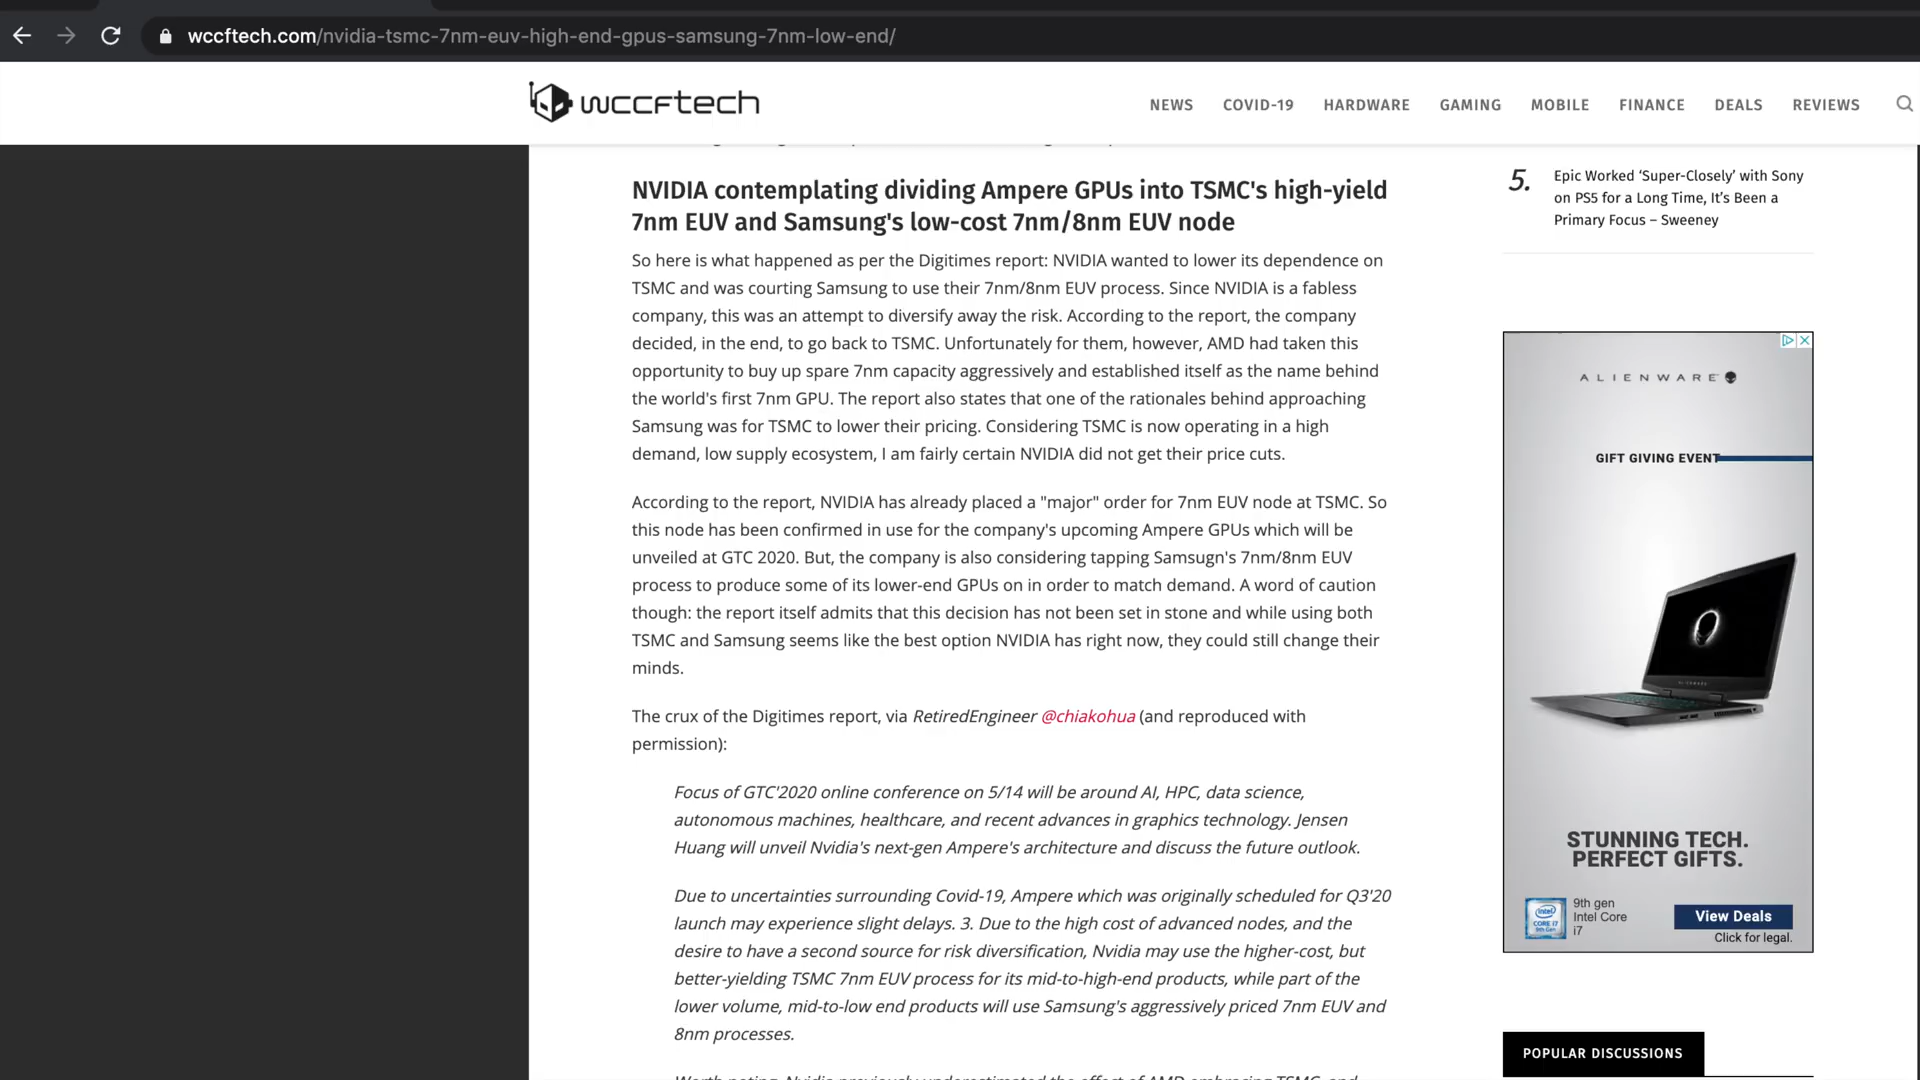 wccftech.com/nvidia-tsmc-7nm-euv-high-end-gpus-samsung-7nm-low-end/
wccftech
NEWS COVID-19 HARDWARE GAMING MOBILE FINANCE DEALS REVIEWS
NVIDIA contemplating dividing Ampere GPUs into TSMC's high-yield
7nm EUV and Samsung's low-cost 7nm/8nm EUV node
So here is what happened as per the Digitimes report: NVIDIA wanted to lower its dependence on
TSMC and was courting Samsung to use their 7nm/8nm EUV process. Since NVIDIA is a fabless
company, this was an attempt to diversify away the risk. According to the report, the company
decided, in the end, to go back to TSMC. Unfortunately for them, however, AMD had taken this
opportunity to buy up spare 7nm capacity aggressively and established itself as the name behind
the world's first 7nm GPU. The report also states that one of the rationales behind approaching
Samsung was for TSMC to lower their pricing. Considering TSMC is now operating in a high
demand, low supply ecosystem, I am fairly certain NVIDIA did not get their price cuts.
According to the report, NVIDIA has already placed a "major" order for 7nm EUV node at TSMC. So
this node has been confirmed in use for the company's upcoming Ampere GPUs which will be
unveiled at GTC 2020. But, the company is also considering tapping Samsugn's 7nm/8nm EUV
process to produce some of its lower-end GPUs on in order to match demand. A word of caution
though: the report itself admits that this decision has not been set in stone and while using both
TSMC and Samsung seems like the best option NVIDIA has right now, they could still change their
minds.
The crux of the Digitimes report, via RetiredEngineer @chiakohua (and reproduced with
permission):
Focus of GTC'2020 online conference on 5/14 will be around AI, HPC, data science,
autonomous machines, healthcare, and recent advances in graphics technology. Jensen
Huang will unveil Nvidia's next-gen Ampere's architecture and discuss the future outlook.
Due to uncertainties surrounding Covid-19, Ampere which was originally scheduled for Q3'20
launch may experience slight delays. 3. Due to the high cost of advanced nodes, and the
desire to have a second source for risk diversification, Nvidia may use the higher-cost, but
better-yielding TSMC 7nm EUV process for its mid-to-high-end products, while part of the
lower volume, mid-to-low end products will use Samsung's aggressively priced 7nm EUV and
8nm processes.
Worth noting, Nvidia previously underestimated the effect of AMD embracing TSMC, and
5. Epic Worked ‘Super-Closely’ with Sony
on PS5 for a Long Time, It’s Been a
Primary Focus – Sweeney
ALIENWARE
GIFT GIVING EVENT
ALIENWARE
STUNNING TECH.
PERFECT GIFTS.
intel
CORE i7
9th Gen
9th gen
Intel Core
i7
View Deals
Click for legal.
POPULAR DISCUSSIONS